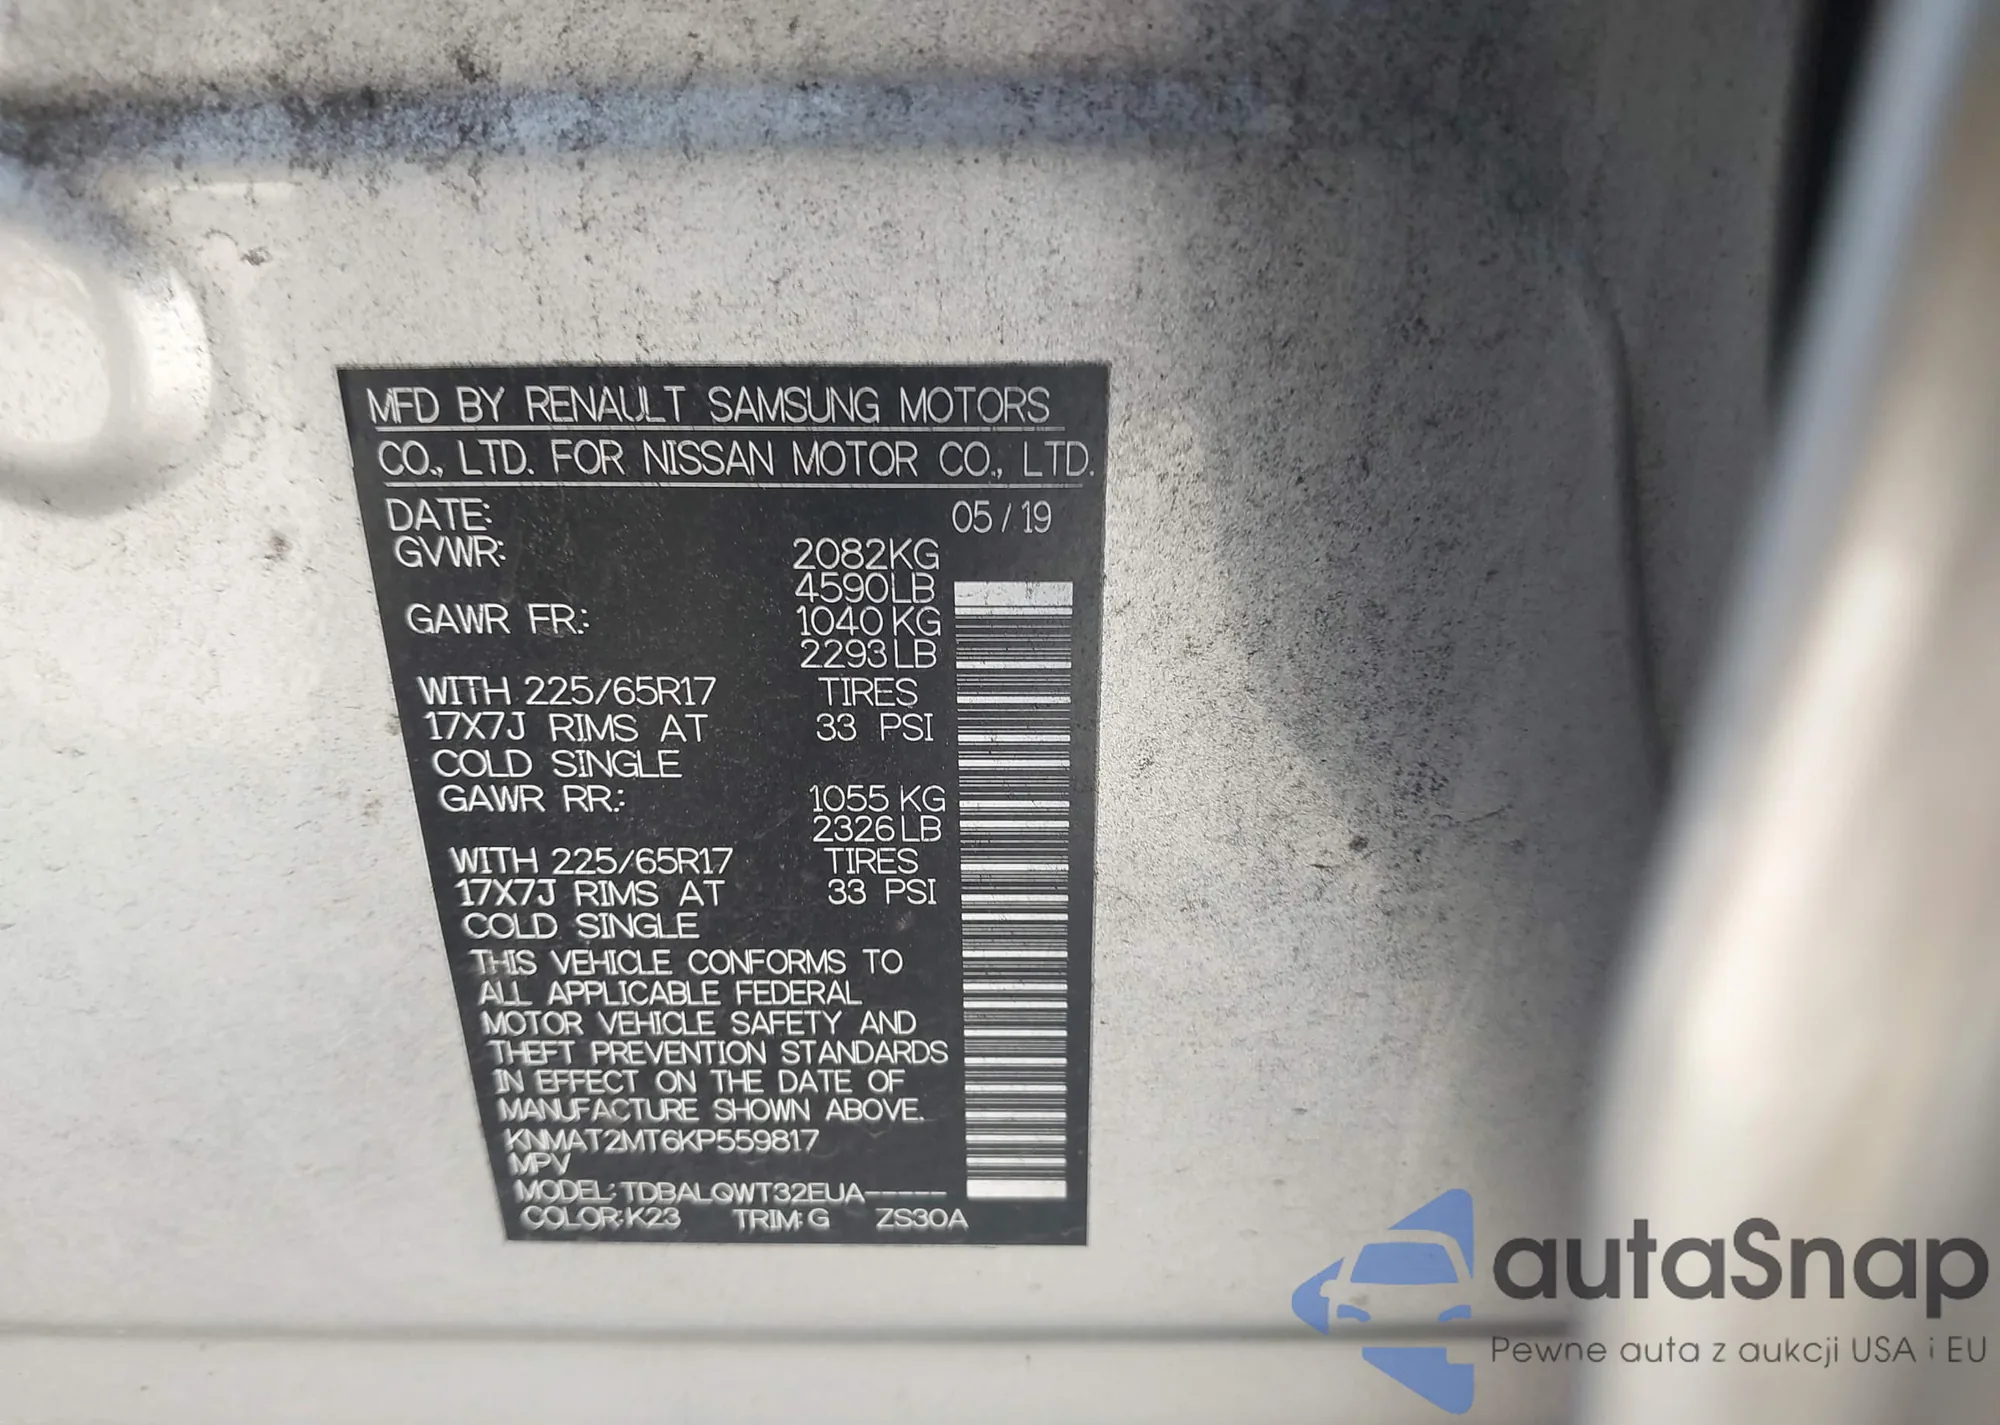 MFD BY RENAULT SAMSUNG MOTORS
CO., LTD. FOR NISSAN MOTOR CO., LTD.
DATE: 05 / 19
GVWR: 2082KG
4590LB
GAWR FR.: 1040 KG
2293LB
WITH 225/65R17 TIRES
17X7J RIMS AT 33 PSI
COLD SINGLE
GAWR RR.: 1055 KG
2326LB
WITH 225/65R17 TIRES
17X7J RIMS AT 33 PSI
COLD SINGLE
THIS VEHICLE CONFORMS TO
ALL APPLICABLE FEDERAL
MOTOR VEHICLE SAFETY AND
THEFT PREVENTION STANDARDS
IN EFFECT ON THE DATE OF
MANUFACTURE SHOWN ABOVE.
KNMAT2MT6KP559817
MPV
MODEL: TDBALQWT32EUA-----
COLOR: K23 TRIM: G ZS30A
autaSnap
Pewne auta z aukcji USA i EU